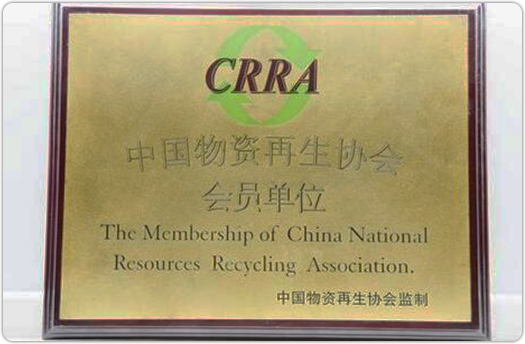 CRRA
中国物资再生协会
会员单位
The Membership of China National
Resources Recycling Association.
中国物资再生协会监制